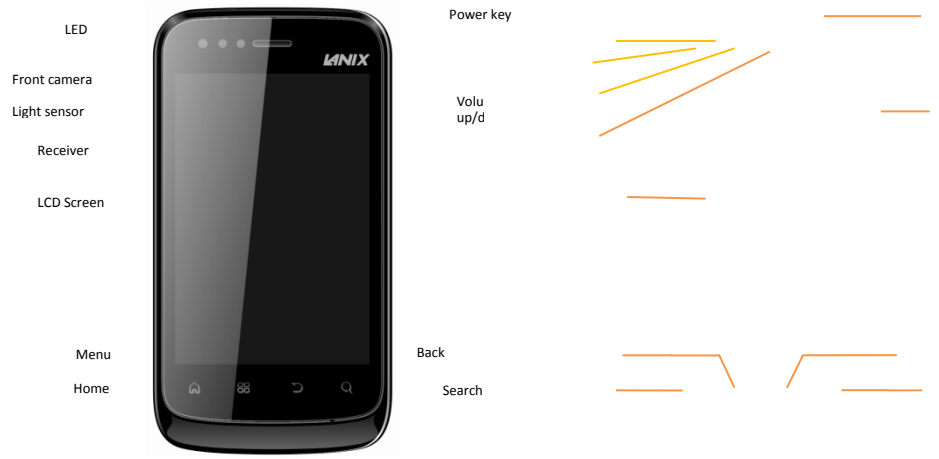 LED
Front camera
Light sensor
Receiver
LCD Screen
Menu
Home
LANIX
Power key
Volu
up/d
Back
Search